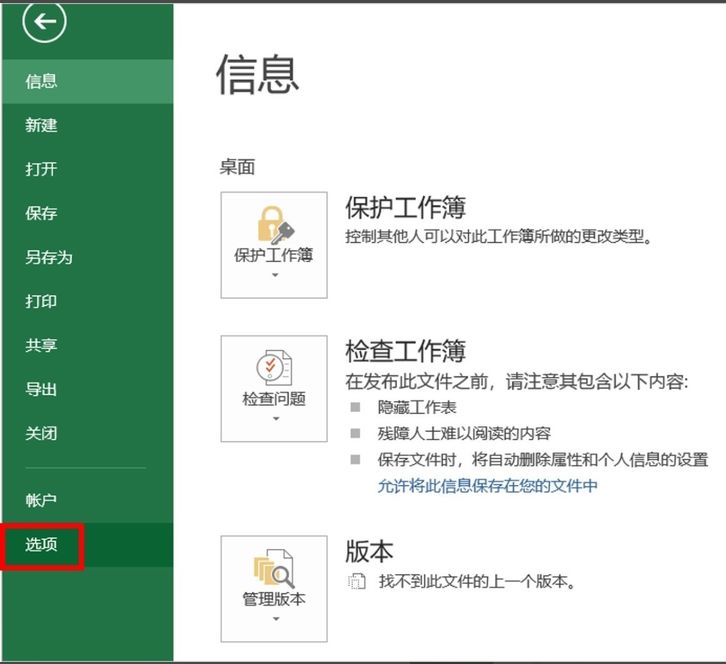 信息
新建
打开
保存
另存为
打印
共享
导出
关闭
帐户
选项
信息
桌面
保护工作簿
保护工作簿
控制其他人可以对此工作簿所做的更改类型。
检查问题
检查工作簿
在发布此文件之前，请注意其包含以下内容:
隐藏工作表
残障人士难以阅读的内容
保存文件时，将自动删除属性和个人信息的设置
允许将此信息保存在您的文件中
管理版本
版本
找不到此文件的上一个版本。